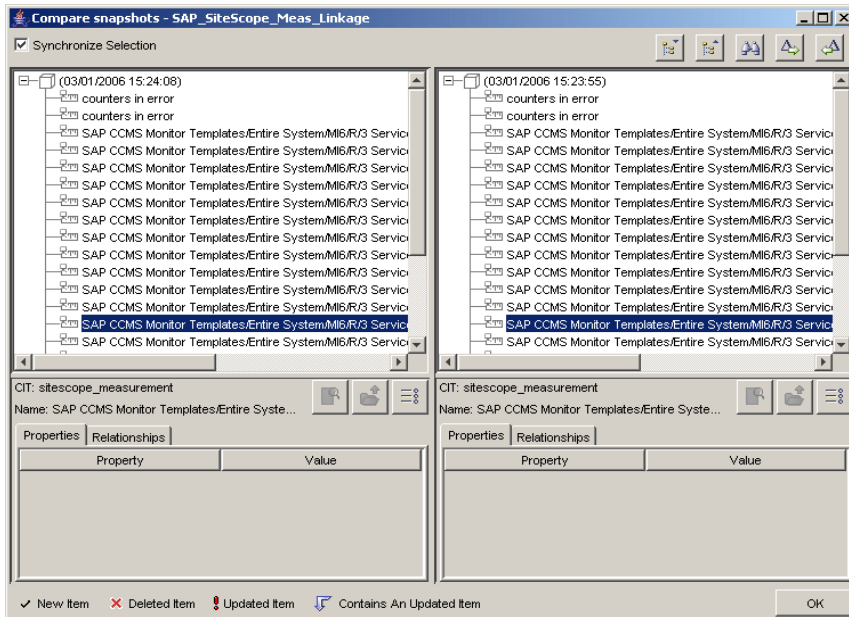 Compare snapshots - SAP_SiteScope_Meas_Linkage
Synchronize Selection
(03/01/2006 15:24:08)
counters in error
counters in error
SAP CCMS Monitor Templates/Entire System/MI6/R/3 Servic
SAP CCMS Monitor Templates/Entire System/MI6/R/3 Servic
SAP CCMS Monitor Templates/Entire System/MI6/R/3 Servic
SAP CCMS Monitor Templates/Entire System/MI6/R/3 Servic
SAP CCMS Monitor Templates/Entire System/MI6/R/3 Servic
SAP CCMS Monitor Templates/Entire System/MI6/R/3 Servic
SAP CCMS Monitor Templates/Entire System/MI6/R/3 Servic
SAP CCMS Monitor Templates/Entire System/MI6/R/3 Servic
SAP CCMS Monitor Templates/Entire System/MI6/R/3 Servic
SAP CCMS Monitor Templates/Entire System/MI6/R/3 Servic
SAP CCMS Monitor Templates/Entire System/MI6/R/3 Servic
SAP CCMS Monitor Templates/Entire System/MI6/R/3 Servic
SAP CCMS Monitor Templates/Entire System/MI6/R/3 Servic
CIT: sitescope_measurement
Name: SAP CCMS Monitor Templates/Entire Syste...
Properties
Relationships
Property Value
(03/01/2006 15:23:55)
counters in error
counters in error
SAP CCMS Monitor Templates/Entire System/MI6/R/3 Servic
SAP CCMS Monitor Templates/Entire System/MI6/R/3 Servic
SAP CCMS Monitor Templates/Entire System/MI6/R/3 Servic
SAP CCMS Monitor Templates/Entire System/MI6/R/3 Servic
SAP CCMS Monitor Templates/Entire System/MI6/R/3 Servic
SAP CCMS Monitor Templates/Entire System/MI6/R/3 Servic
SAP CCMS Monitor Templates/Entire System/MI6/R/3 Servic
SAP CCMS Monitor Templates/Entire System/MI6/R/3 Servic
SAP CCMS Monitor Templates/Entire System/MI6/R/3 Servic
SAP CCMS Monitor Templates/Entire System/MI6/R/3 Servic
SAP CCMS Monitor Templates/Entire System/MI6/R/3 Servic
SAP CCMS Monitor Templates/Entire System/MI6/R/3 Servic
SAP CCMS Monitor Templates/Entire System/MI6/R/3 Servic
CIT: sitescope_measurement
Name: SAP CCMS Monitor Templates/Entire Syste...
Properties
Relationships
Property Value
New Item Deleted Item Updated Item Contains An Updated Item
OK